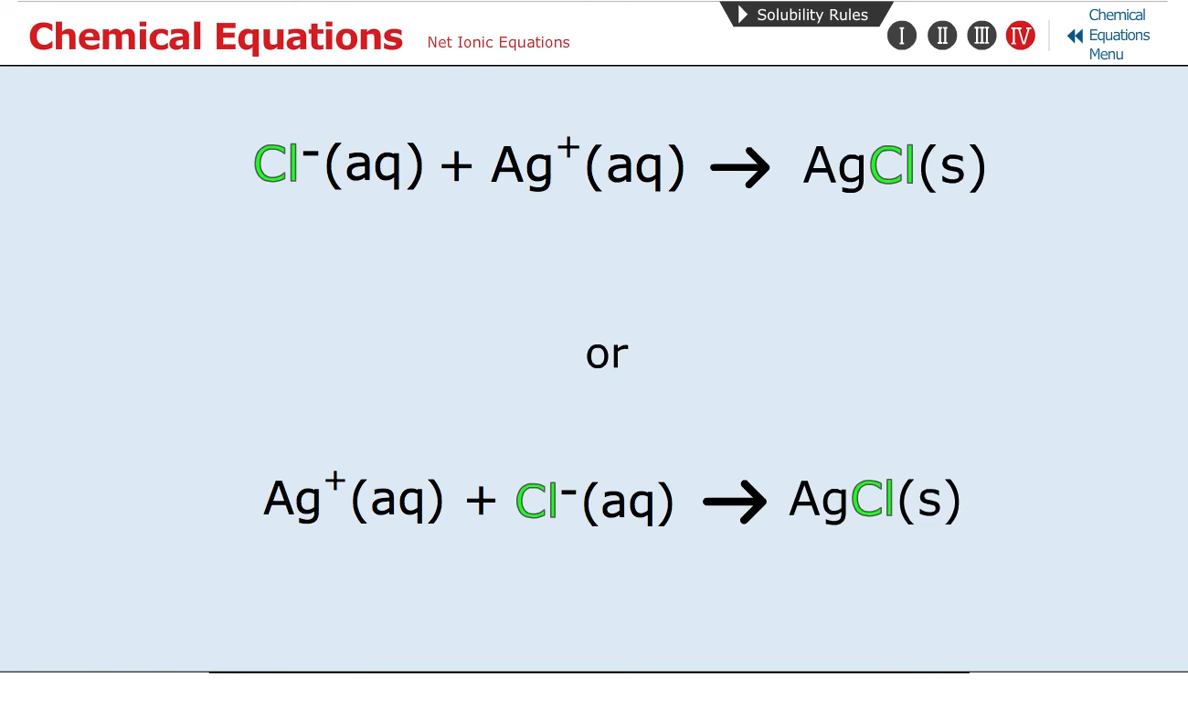 Solubility Rules
Chemical Equations
Net Ionic Equations
I II III IV
Chemical
Equations
Menu
Cl⁻(aq) + Ag⁺(aq) → AgCl(s)
or
Ag⁺(aq) + Cl⁻(aq) → AgCl(s)